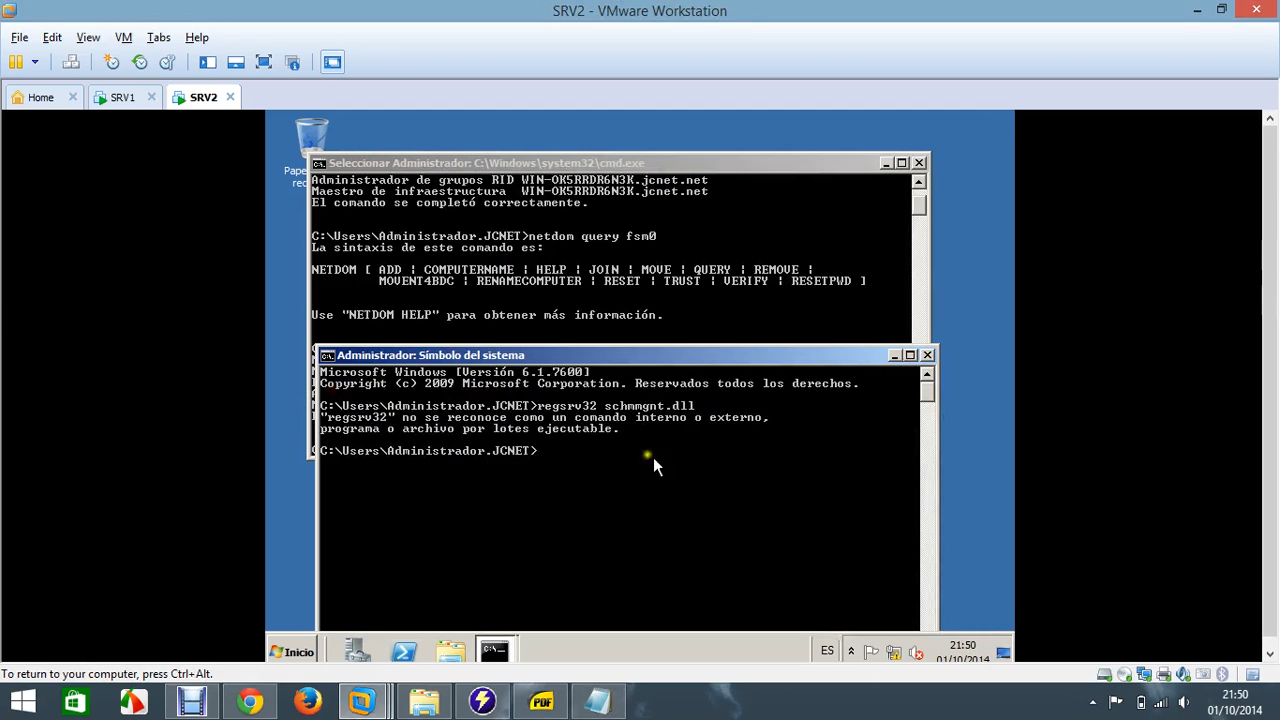 SRV2 - VMware Workstation
File Edit View VM Tabs Help
Home SRV1 SRV2
Seleccionar Administrador: C:\Windows\system32\cmd.exe
Administrador de grupos RID WIN-OK5RRDR6N3K.jcnet.net
Maestro de infraestructura WIN-OK5RRDR6N3K.jcnet.net
El comando se completó correctamente.
C:\Users\Administrador.JCNET>netdom query fsm0
La sintaxis de este comando es:
NETDOM [ ADD | COMPUTERNAME | HELP | JOIN | MOVE | QUERY | REMOVE |
MOVENT4BDC | RENAMECOMPUTER | RESET | TRUST | VERIFY | RESETPWD ]
Use "NETDOM HELP" para obtener más información.
Administrador: Símbolo del sistema
Microsoft Windows [Versión 6.1.7600]
Copyright (c) 2009 Microsoft Corporation. Reservados todos los derechos.
C:\Users\Administrador.JCNET>regsrv32 schmmgnt.dll
"regsrv32" no se reconoce como un comando interno o externo,
programa o archivo por lotes ejecutable.
C:\Users\Administrador.JCNET>
Inicio
ES
21:50
01/10/2014
To return to your computer, press Ctrl+Alt.
PDF
21:50
01/10/2014